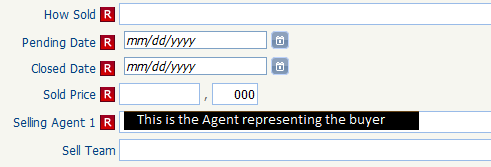 How Sold R
Pending Date R mm/dd/yyyy
Closed Date R mm/dd/yyyy
Sold Price R , 000
Selling Agent 1 R This is the Agent representing the buyer
Sell Team